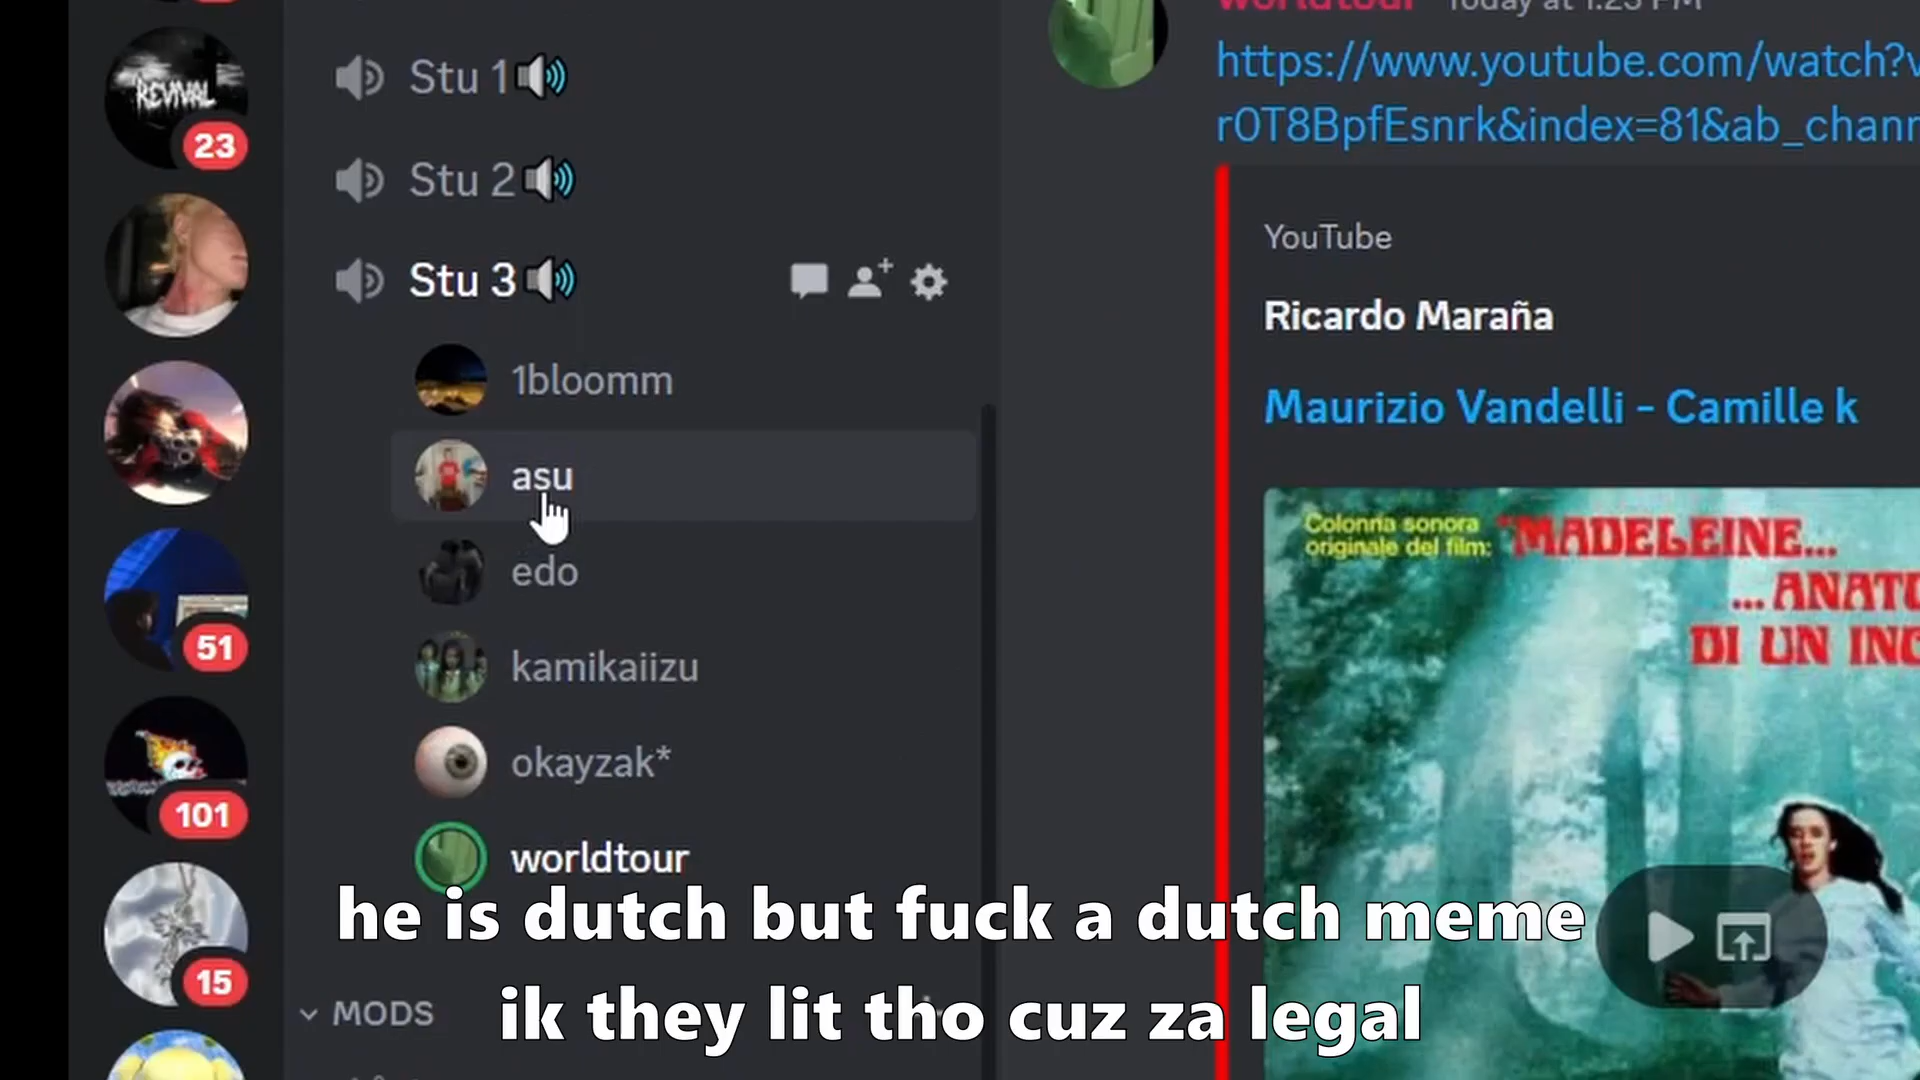 REVIVAL
23
51
101
15
Stu 1
Stu 2
Stu 3
1bloomm
asu
edo
kamikaiizu
okayzak*
worldtour
MODS
worldtour Today at 1:23 PM
https://www.youtube.com/watch?v
r0T8BpfEsnrk&index=81&ab_chann
YouTube
Ricardo Maraña
Maurizio Vandelli - Camille k
Colonna sonora
originale del film:
"MADELEINE...
...ANATO
DI UN INC
he is dutch but fuck a dutch meme
ik they lit tho cuz za legal